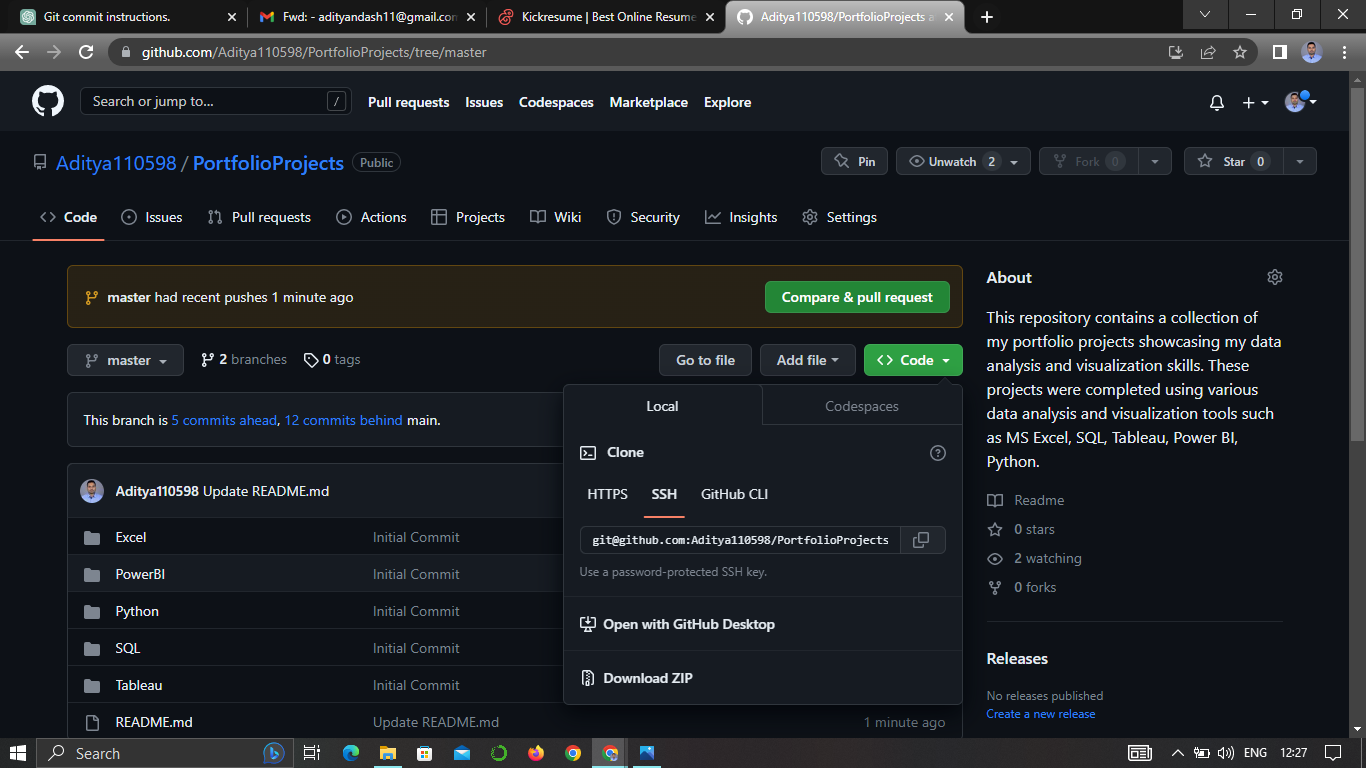 Git commit instructions.
Fwd: - adityandash11@gmail.con
Kickresume | Best Online Resume
Aditya110598/PortfolioProjects a
github.com/Aditya110598/PortfolioProjects/tree/master
Search or jump to... /
Pull requests Issues Codespaces Marketplace Explore
Aditya110598 / PortfolioProjects Public
Pin Unwatch 2 Fork 0 Star 0
Code Issues Pull requests Actions Projects Wiki Security Insights Settings
master had recent pushes 1 minute ago Compare & pull request
master 2 branches 0 tags Go to file Add file Code
Local Codespaces
This branch is 5 commits ahead, 12 commits behind main.
Clone
HTTPS SSH GitHub CLI
git@github.com:Aditya110598/PortfolioProjects
Use a password-protected SSH key.
Open with GitHub Desktop
Download ZIP
Aditya110598 Update README.md
Excel Initial Commit
PowerBI Initial Commit
Python Initial Commit
SQL Initial Commit
Tableau Initial Commit
README.md Update README.md 1 minute ago
About
This repository contains a collection of
my portfolio projects showcasing my data
analysis and visualization skills. These
projects were completed using various
data analysis and visualization tools such
as MS Excel, SQL, Tableau, Power BI,
Python.
Readme
0 stars
2 watching
0 forks
Releases
No releases published
Create a new release
Search
ENG 12:27